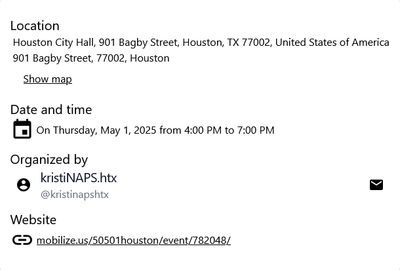 Location
Houston City Hall, 901 Bagby Street, Houston, TX 77002, United States of America
901 Bagby Street, 77002, Houston
Show map
Date and time
On Thursday, May 1, 2025 from 4:00 PM to 7:00 PM
Organized by
kristiNAPS.htx
@kristinapshtx
Website
mobilize.us/50501houston/event/782048/